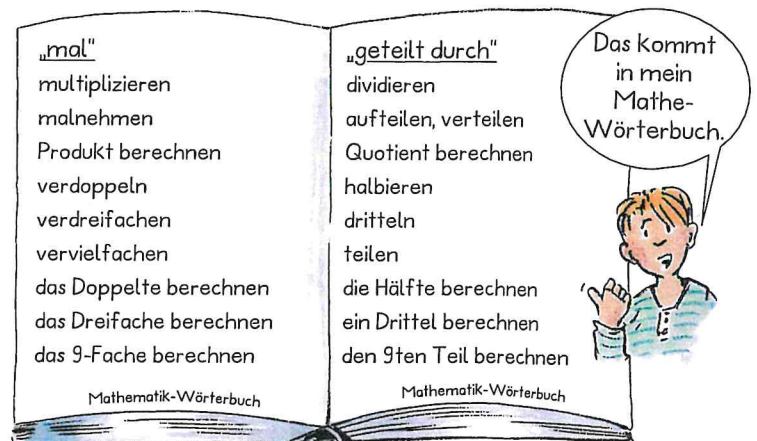 „mal"
multiplizieren
malnehmen
Produkt berechnen
verdoppeln
verdreifachen
vervielfachen
das Doppelte berechnen
das Dreifache berechnen
das 9-Fache berechnen
Mathematik-Wörterbuch
„geteilt durch"
dividieren
aufteilen, verteilen
Quotient berechnen
halbieren
dritteln
teilen
die Hälfte berechnen
ein Drittel berechnen
den 9ten Teil berechnen
Mathematik-Wörterbuch
Das kommt
in mein
Mathe-
Wörterbuch.